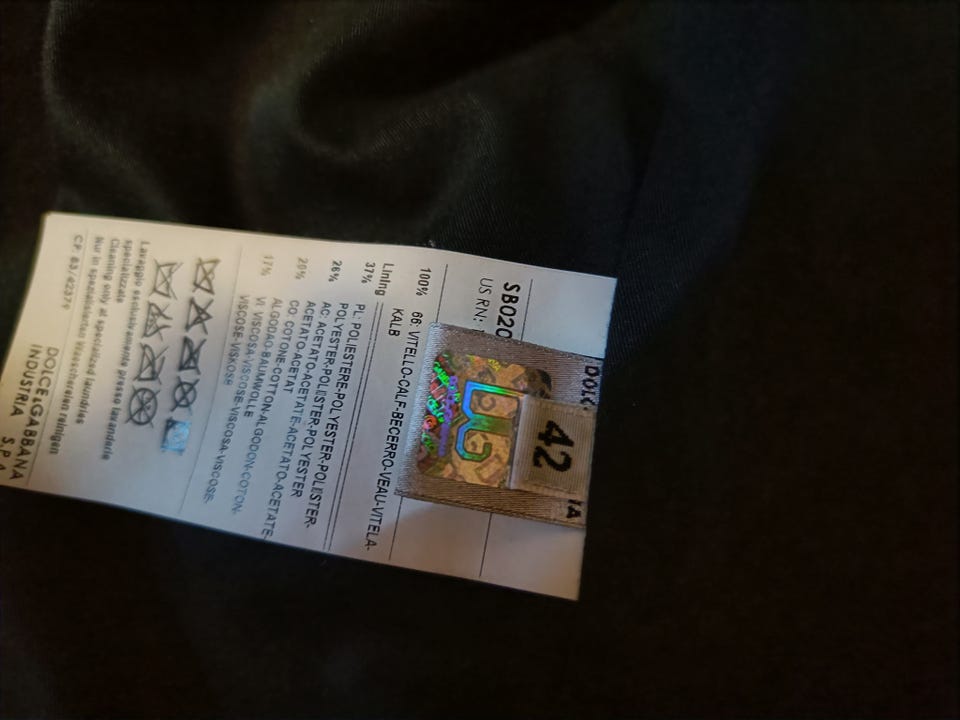 SB020
US RN:
42
DG
100% 66: VITELLO-CALF-BECERRO-VEAU-VITELA-
KALB
Lining
37% PL: POLIESTERE-POLYESTER-POLIESTER-
POLYESTER-POLIESTER-POLYESTER
26% AC: ACETATO-ACETATE-ACETATO-ACETATE-
ACETATO-ACETAT
20% CO: COTONE-COTTON-ALGODON-COTON-
ALGODAO-BAUMWOLLE
17% VI: VISCOSA-VISCOSE-VISCOSA-VISCOSE-
VISCOSE-VISKOSE
Lavaggio esclusivamente presso lavanderie
specializzate
Cleaning only at specialised laundries
Nur in spezialisierten Wäschereien reinigen
CP: 83/42379
DOLCE&GABBANA
INDUSTRIA S.P.A.